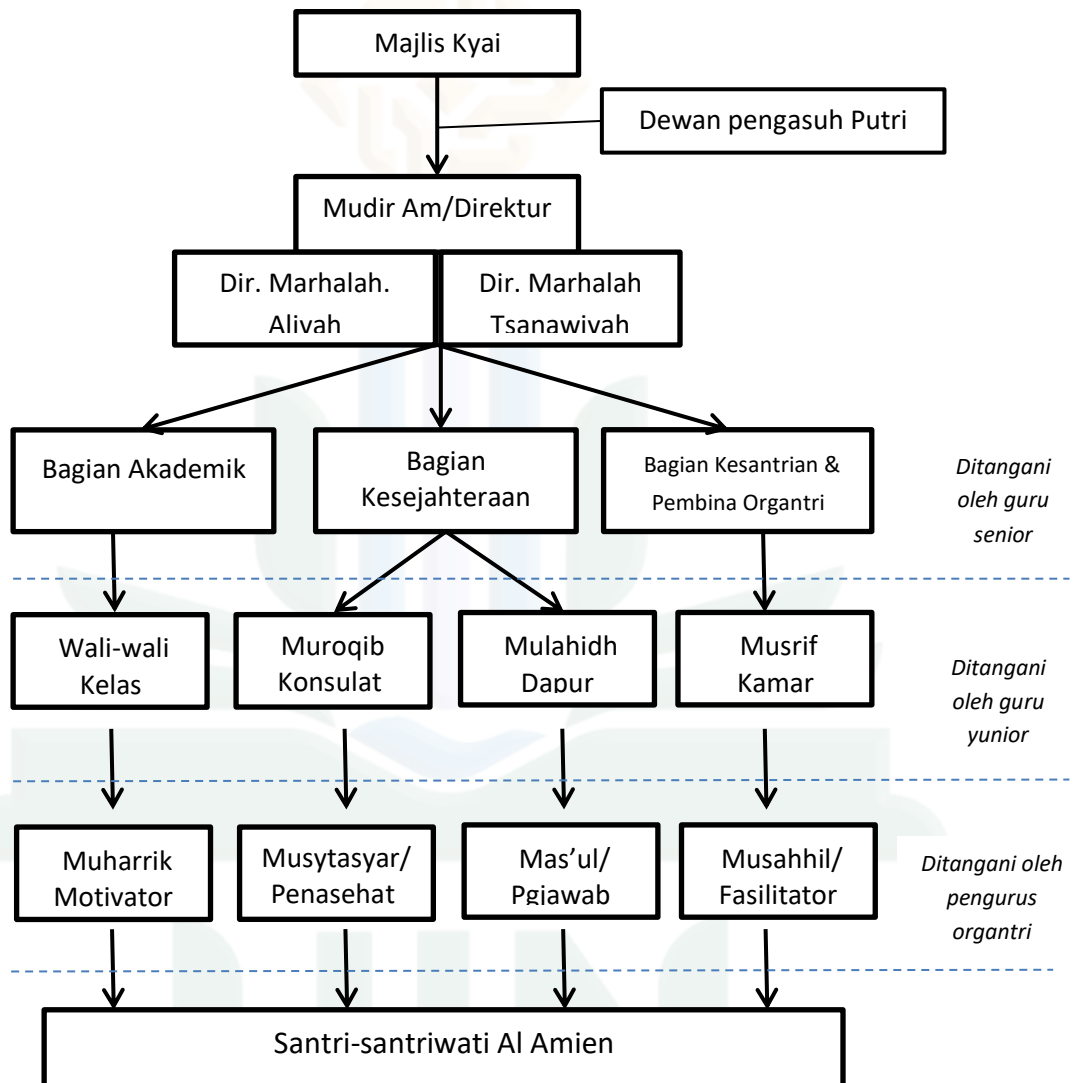 Majlis Kyai
Dewan pengasuh Putri
Mudir Am/Direktur
Dir. Marhalah.
Aliyah
Dir. Marhalah
Tsanawiyah
Bagian Akademik
Bagian
Kesejahteraan
Bagian Kesantrian &
Pembina Organtri
Ditangani
oleh guru
senior
Wali-wali
Kelas
Muroqib
Konsulat
Mulahidh
Dapur
Musrif
Kamar
Ditangani
oleh guru
yunior
Muharrik
Motivator
Musytasyar/
Penasehat
Mas’ul/
Pgjawab
Musahhil/
Fasilitator
Ditangani oleh
pengurus
organtri
Santri-santriwati Al Amien